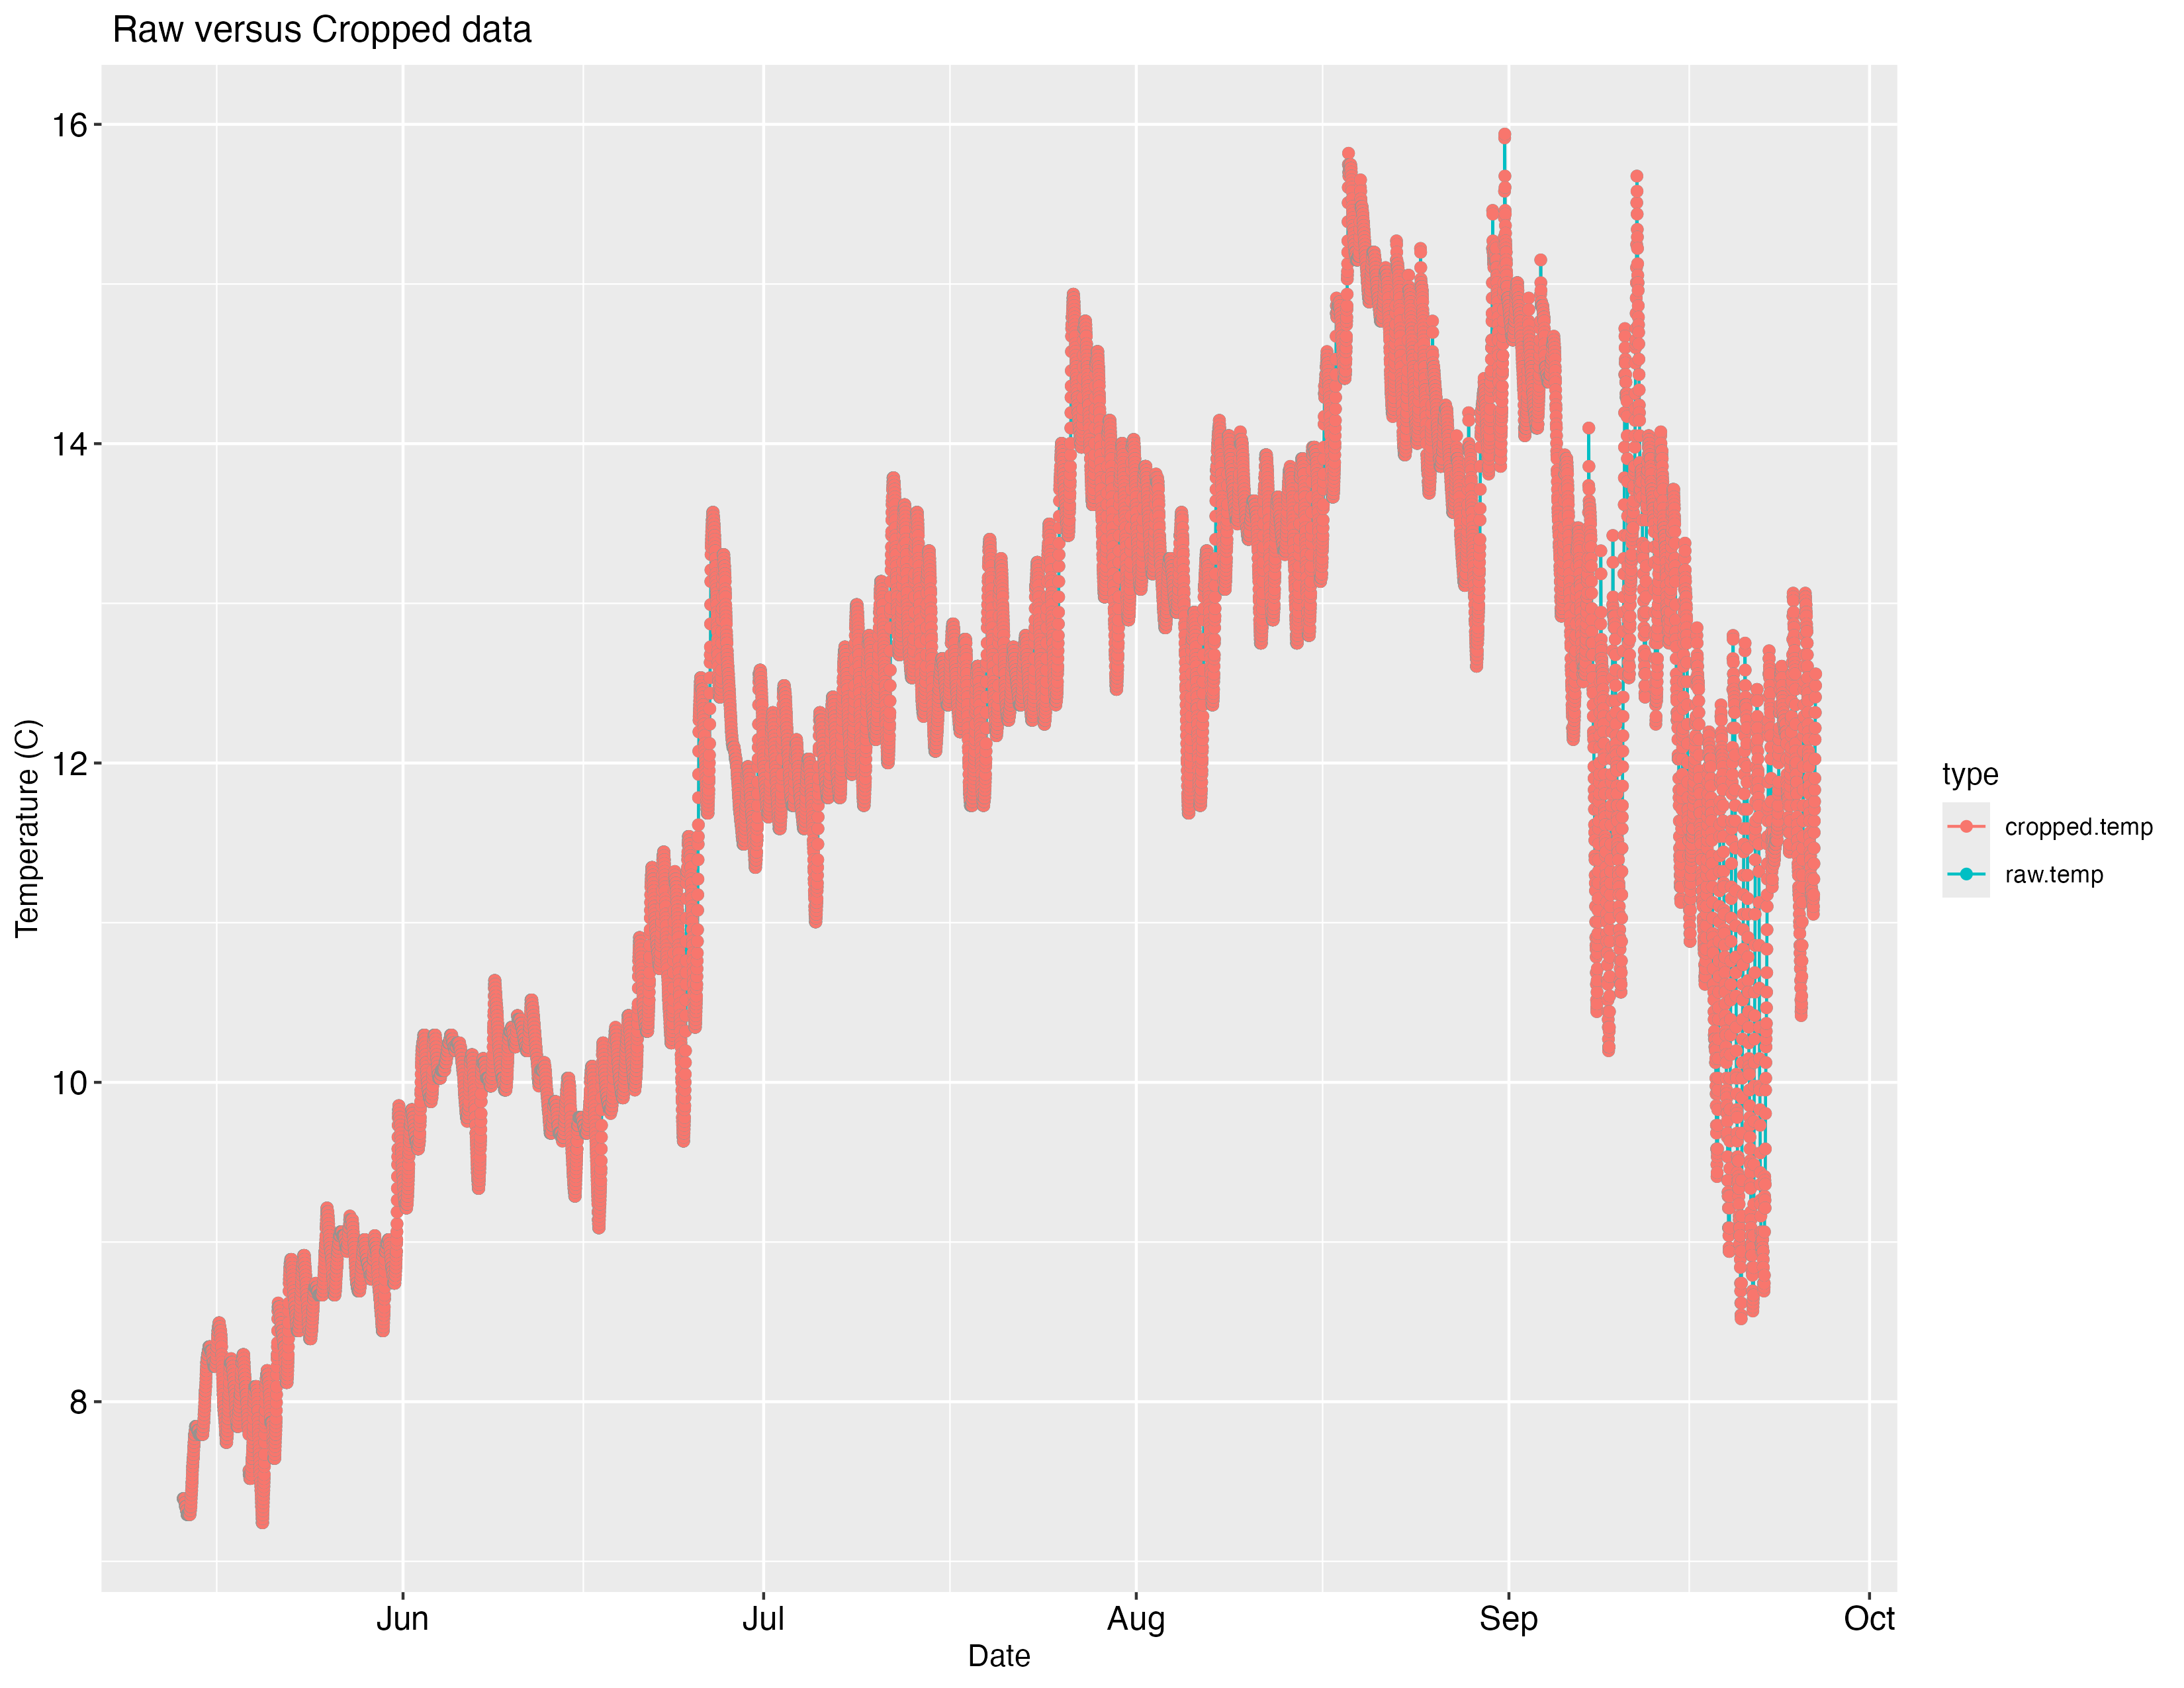 Raw versus Cropped data
16
14
12
10
8
Temperature (C)
Jun
Jul
Aug
Sep
Oct
Date
type
cropped.temp
raw.temp